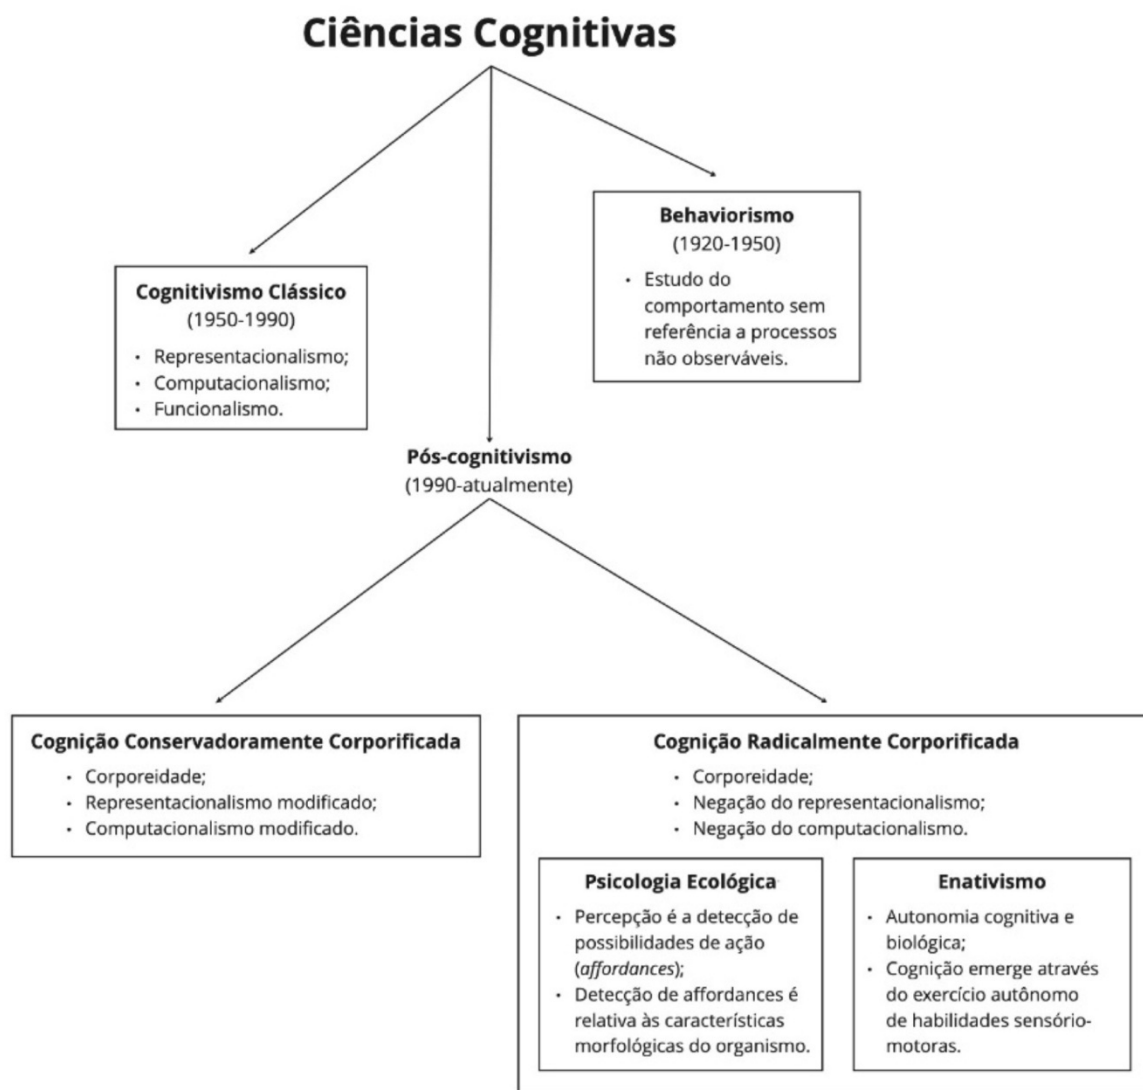 Ciências Cognitivas
Behaviorismo
(1920-1950)
• Estudo do
comportamento sem
referência a processos
não observáveis.
Cognitivismo Clássico
(1950-1990)
• Representacionalismo;
• Computacionalismo;
• Funcionalismo.
Pós-cognitivismo
(1990-atualmente)
Cognição Conservadoramente Corporificada
• Corporeidade;
• Representacionalismo modificado;
• Computacionalismo modificado.
Cognição Radicalmente Corporificada
• Corporeidade;
• Negação do representacionalismo;
• Negação do computacionalismo.
Psicologia Ecológica
• Percepção é a detecção de
possibilidades de ação
(affordances);
• Detecção de affordances é
relativa às características
morfológicas do organismo.
Enativismo
• Autonomia cognitiva e
biológica;
• Cognição emerge através
do exercício autônomo
de habilidades sensório-
motoras.